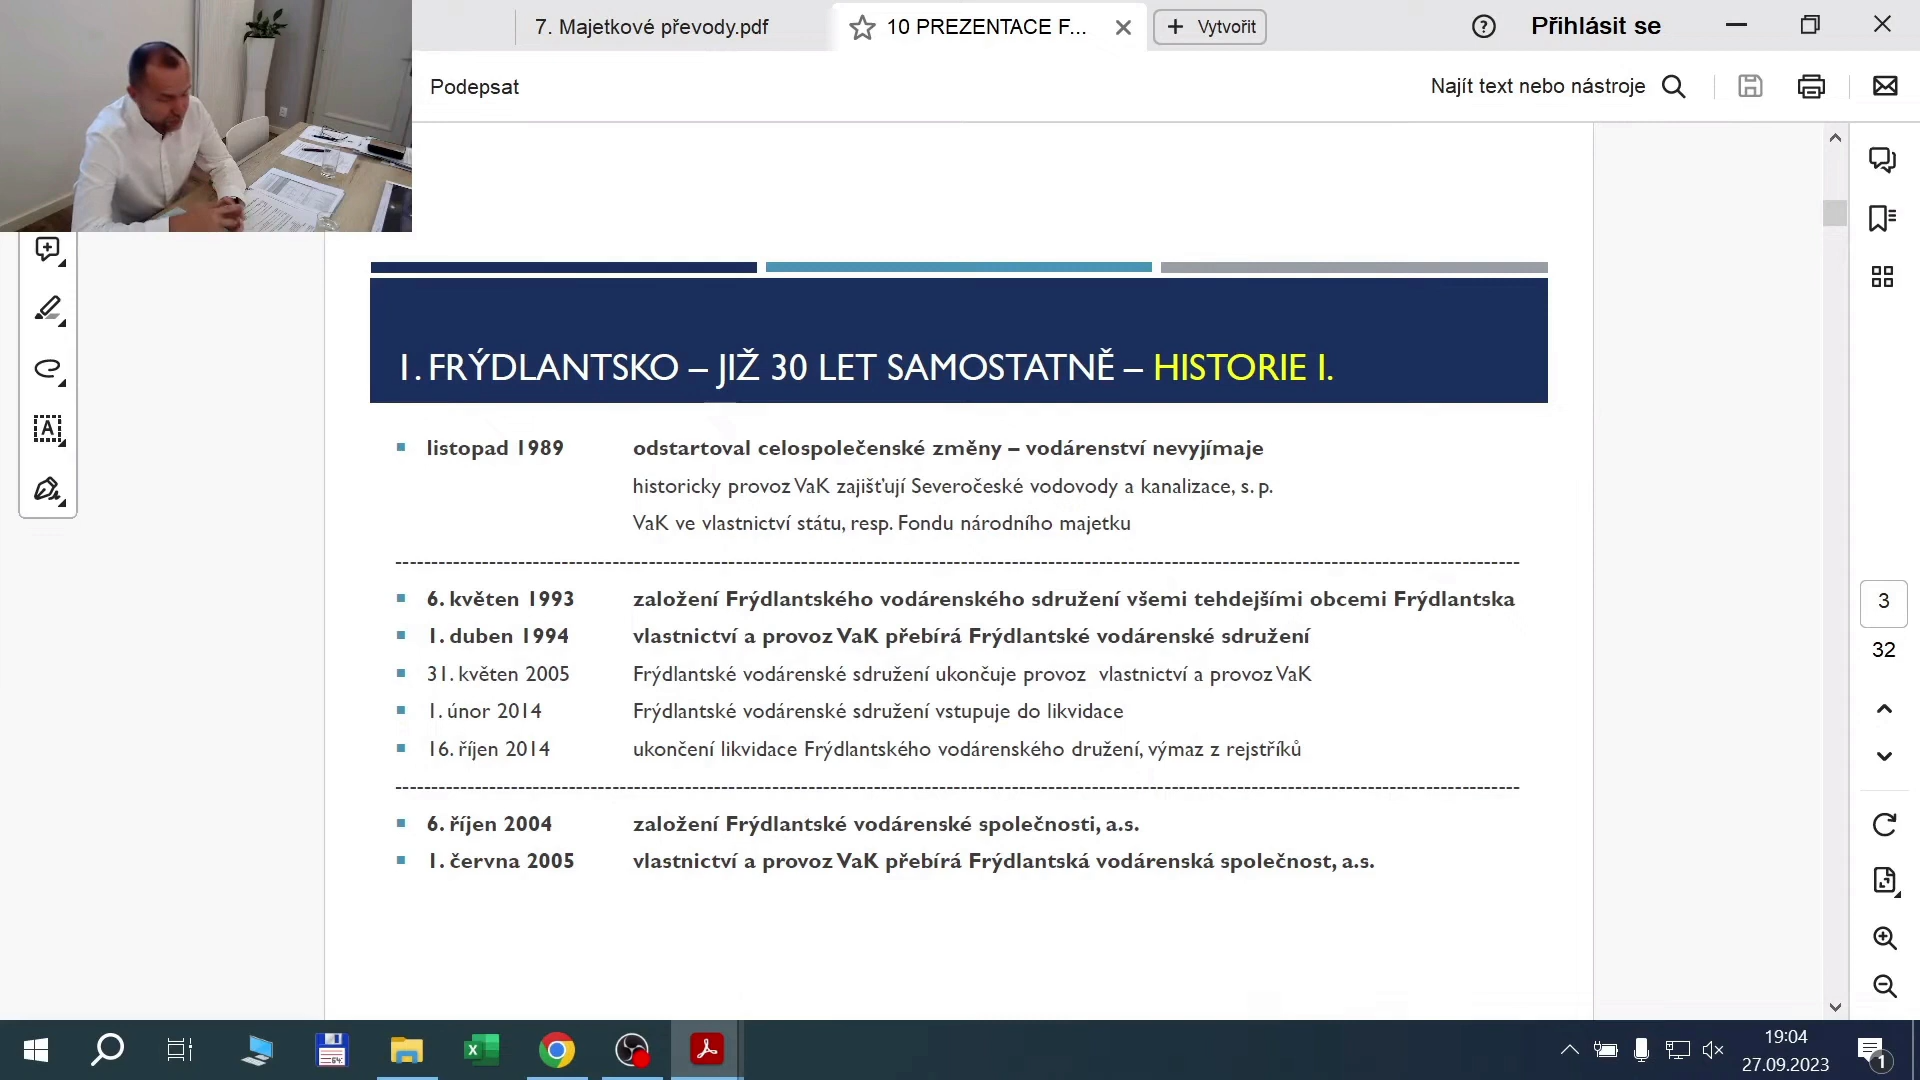 7. Majetkové převody.pdf
10 PREZENTACE F...
Vytvořit
Přihlásit se
Podepsat
Najít text nebo nástroje
1. FRÝDLANTSKO – JIŽ 30 LET SAMOSTATNĚ – HISTORIE I.
listopad 1989 odstartoval celospolečenské změny – vodárenství nevyjímaje
historicky provoz VaK zajišťují Severočeské vodovody a kanalizace, s. p.
VaK ve vlastnictví státu, resp. Fondu národního majetku
6. květen 1993 založení Frýdlantského vodárenského sdružení všemi tehdejšími obcemi Frýdlantska
1. duben 1994 vlastnictví a provoz VaK přebírá Frýdlantské vodárenské sdružení
31. květen 2005 Frýdlantské vodárenské sdružení ukončuje provoz vlastnictví a provoz VaK
1. únor 2014 Frýdlantské vodárenské sdružení vstupuje do likvidace
16. říjen 2014 ukončení likvidace Frýdlantského vodárenského družení, výmaz z rejstříků
6. říjen 2004 založení Frýdlantské vodárenské společnosti, a.s.
1. června 2005 vlastnictví a provoz VaK přebírá Frýdlantská vodárenská společnost, a.s.
3
32
64
19:04
27.09.2023
1